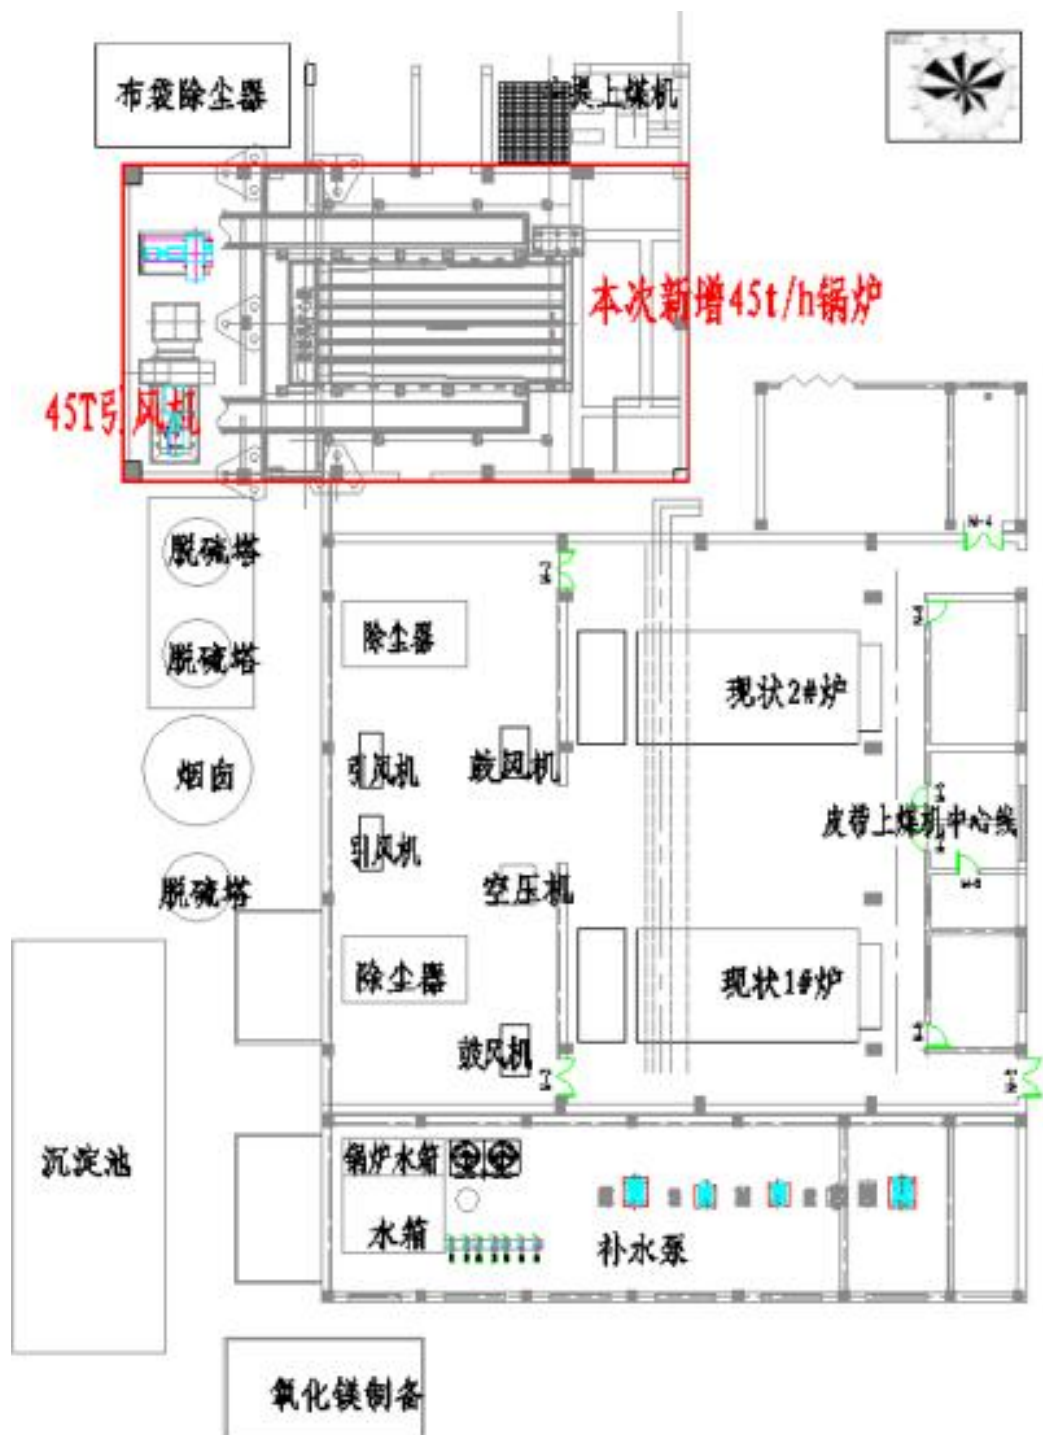 布袋除尘器
上煤机
本次新增45t/h锅炉
45T引风机
脱硫塔
脱硫塔
除尘器
现状2#炉
烟囱
引风机
鼓风机
引风机
皮带上煤机中心线
脱硫塔
空压机
除尘器
现状1#炉
鼓风机
沉淀池
锅炉水箱
水箱
补水泵
氧化镁制备